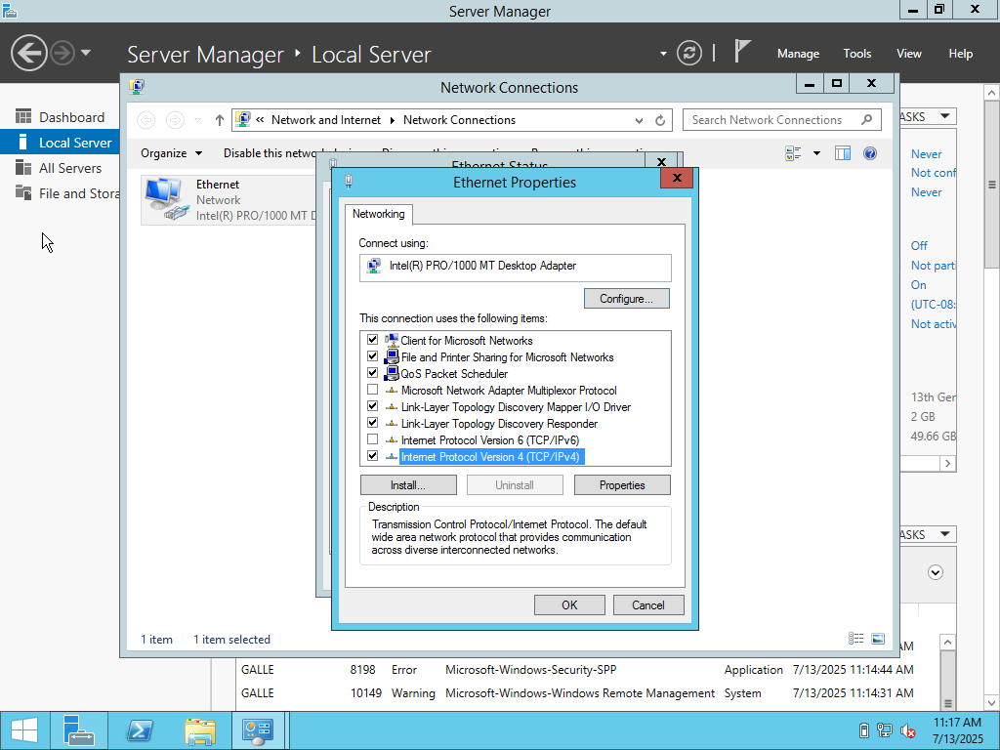 Server Manager
Server Manager • Local Server
Manage Tools View Help
Dashboard
Local Server
All Servers
File and Stora
Network Connections
« Network and Internet Network Connections
Search Network Connections
Organize
Disable this netwo
Ethernet
Network
Intel(R) PRO/1000 MT D
Ethernet Status
Ethernet Properties
Networking
Connect using:
Intel(R) PRO/1000 MT Desktop Adapter
Configure...
This connection uses the following items:
Client for Microsoft Networks
File and Printer Sharing for Microsoft Networks
QoS Packet Scheduler
Microsoft Network Adapter Multiplexor Protocol
Link-Layer Topology Discovery Mapper I/O Driver
Link-Layer Topology Discovery Responder
Internet Protocol Version 6 (TCP/IPv6)
Internet Protocol Version 4 (TCP/IPv4)
Install... Uninstall Properties
Description
Transmission Control Protocol/Internet Protocol. The default
wide area network protocol that provides communication
across diverse interconnected networks.
OK Cancel
1 item 1 item selected
ASKS
Never
Not conf
Never
Off
Not parti
On
(UTC-08:
Not activ
13th Ger
2 GB
49.66 GB
ASKS
AM
GALLE 8198 Error Microsoft-Windows-Security-SPP Application 7/13/2025 11:14:44 AM
GALLE 10149 Warning Microsoft-Windows-Windows Remote Management System 7/13/2025 11:14:31 AM
11:17 AM
7/13/2025